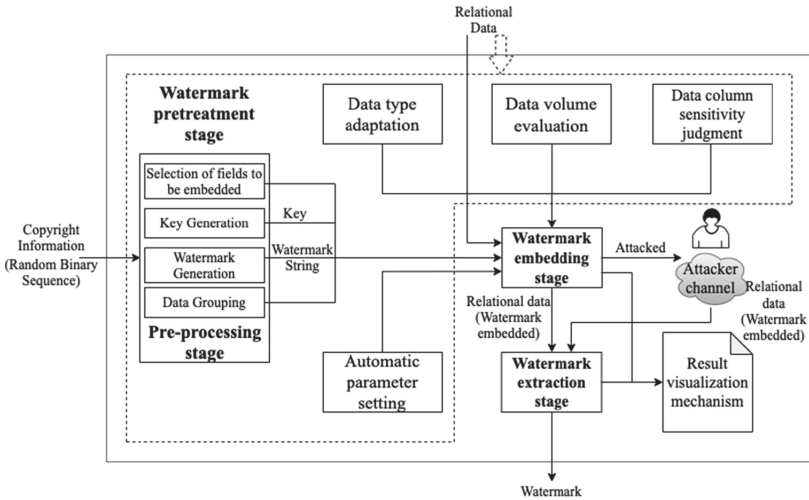 Relational
Data
Watermark
pretreatment
stage
Data type
adaptation
Data volume
evaluation
Data column
sensitivity
judgment
Selection of fields to
be embedded
Key Generation
Key
Watermark
Generation
Watermark
String
Data Grouping
Pre-processing
stage
Copyright
Information
(Random Binary
Sequence)
Watermark
embedding
stage
Attacked
Attacker
channel
Relational
data
(Watermark
embedded)
Relational data
(Watermark
embedded)
Automatic
parameter
setting
Watermark
extraction
stage
Result
visualization
mechanism
Watermark